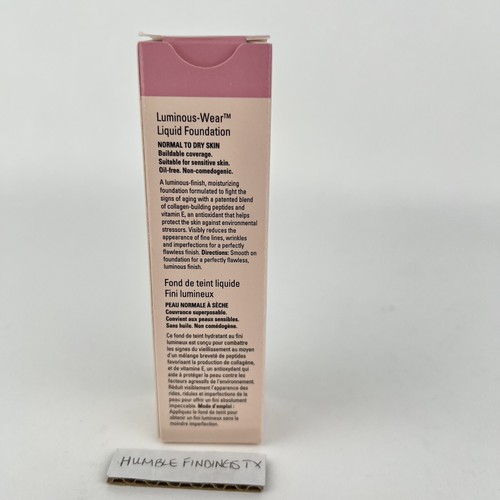 Luminous-Wear™
Liquid Foundation
NORMAL TO DRY SKIN
Buildable coverage.
Suitable for sensitive skin.
Oil-free. Non-comedogenic.
A luminous-finish, moisturizing
foundation formulated to fight the
signs of aging with a patented blend
of collagen-building peptides and
vitamin E, an antioxidant that helps
protect the skin against environmental
stressors. Visibly reduces the
appearance of fine lines, wrinkles
and imperfections for a perfectly
flawless finish. Directions: Smooth on
foundation for a perfectly flawless,
luminous finish.
Fond de teint liquide
Fini lumineux
PEAU NORMALE À SÈCHE
Couvrance superposable.
Convient aux peaux sensibles.
Sans huile. Non comédogène.
Ce fond de teint hydratant au fini
lumineux est conçu pour combattre
les signes du vieillissement au moyen
d'un mélange breveté de peptides
favorisant la production de collagène,
et de vitamine E, un antioxydant qui
aide à protéger la peau contre les
facteurs agressifs de l'environnement.
Réduit visiblement l'apparence des
rides, ridules et imperfections de la
peau pour offrir un fini absolument
impeccable. Mode d'emploi :
Appliquez le fond de teint pour
obtenir un fini lumineux sans la
moindre imperfection.
HUMBLE FINDINGSTX